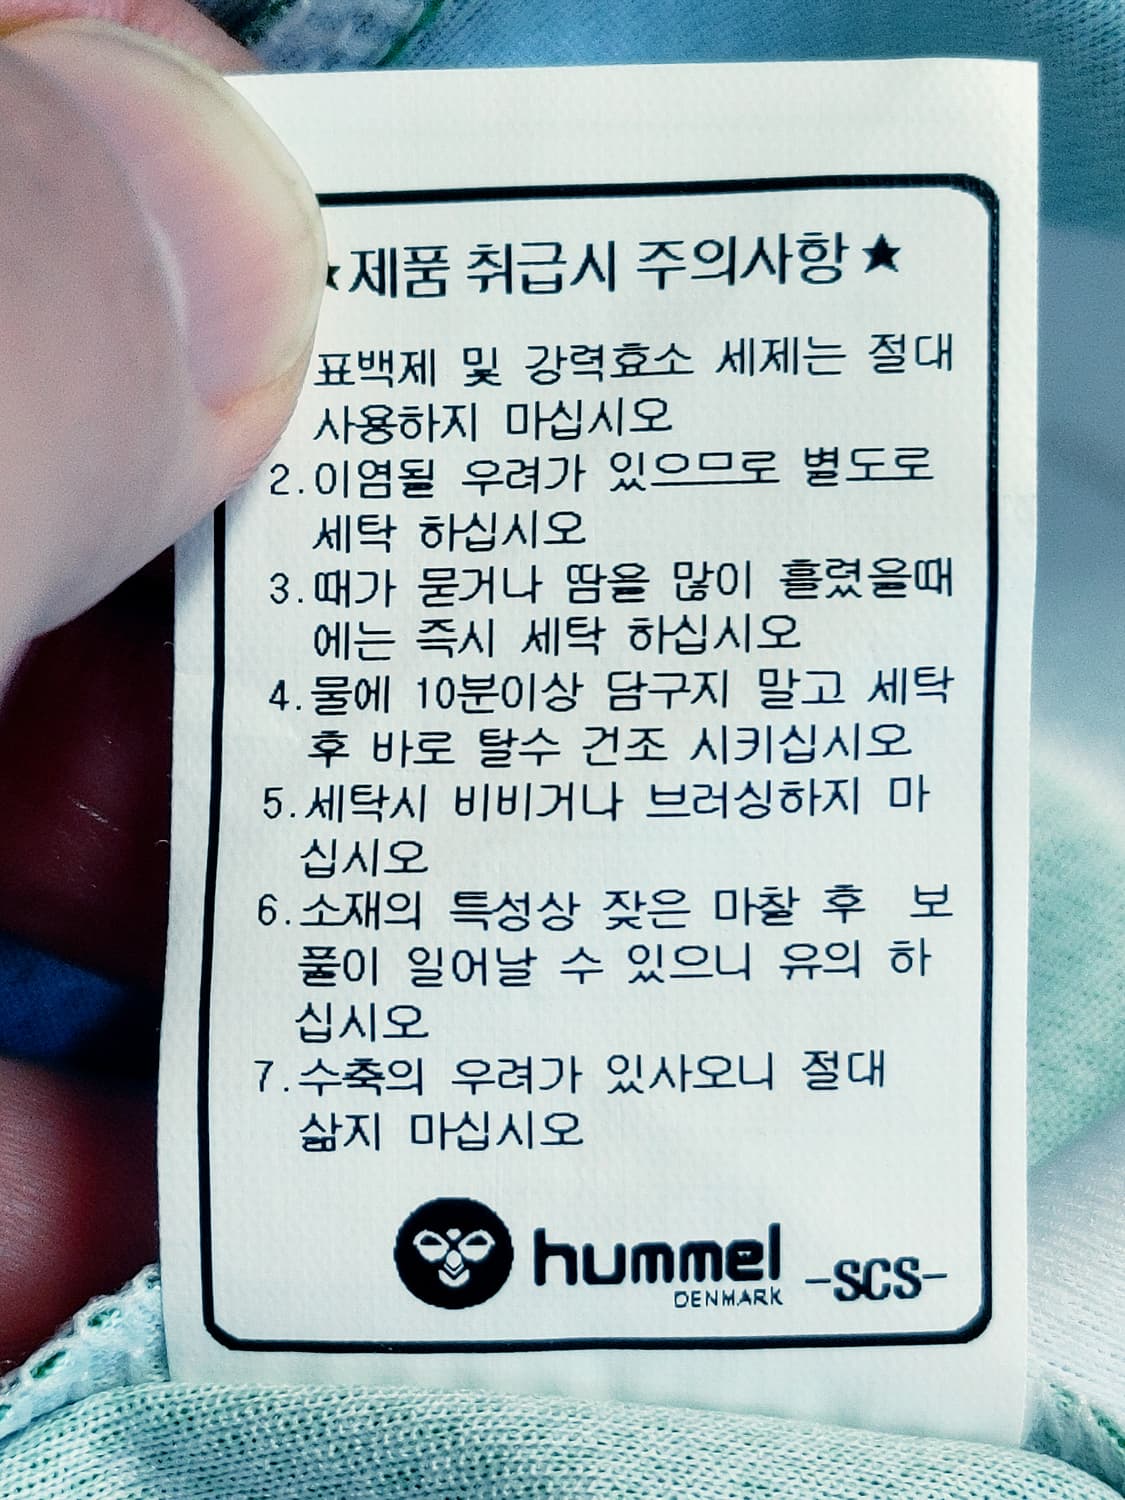 ★제품 취급시 주의사항★
표백제 및 강력효소 세제는 절대
사용하지 마십시오
2.이염될 우려가 있으므로 별도로
세탁 하십시오
3.때가 묻거나 땀을 많이 흘렸을때
에는 즉시 세탁 하십시오
4.물에 10분이상 담구지 말고 세탁
후 바로 탈수 건조 시키십시오
5.세탁시 비비거나 브러싱하지 마
십시오
6.소재의 특성상 잦은 마찰 후 보
풀이 일어날 수 있으니 유의 하
십시오
7.수축의 우려가 있사오니 절대
삶지 마십시오
hummel -SCS-
DENMARK